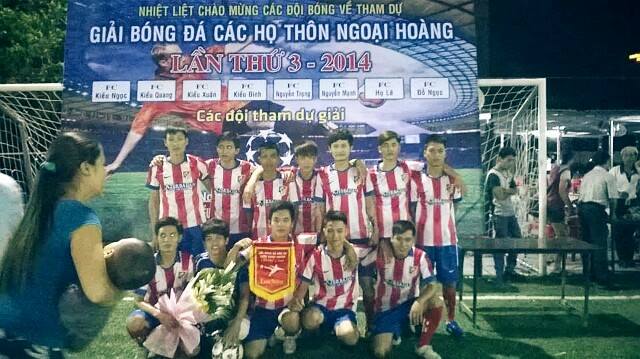 NHIỆT LIỆT CHÀO MỪNG CÁC ĐỘI BÓNG VỀ THAM DỰ
GIẢI BÓNG ĐÁ CÁC HỌ THÔN NGOẠI HOÀNG
LẦN THỨ 3 - 2014
FC FC FC FC FC FC FC FC
Kiều Ngọc Kiều Quang Kiều Xuân Kiều Đình Nguyễn Trọng Nguyễn Mạnh Họ Lê Đỗ Ngọc
Các đội tham dự giải